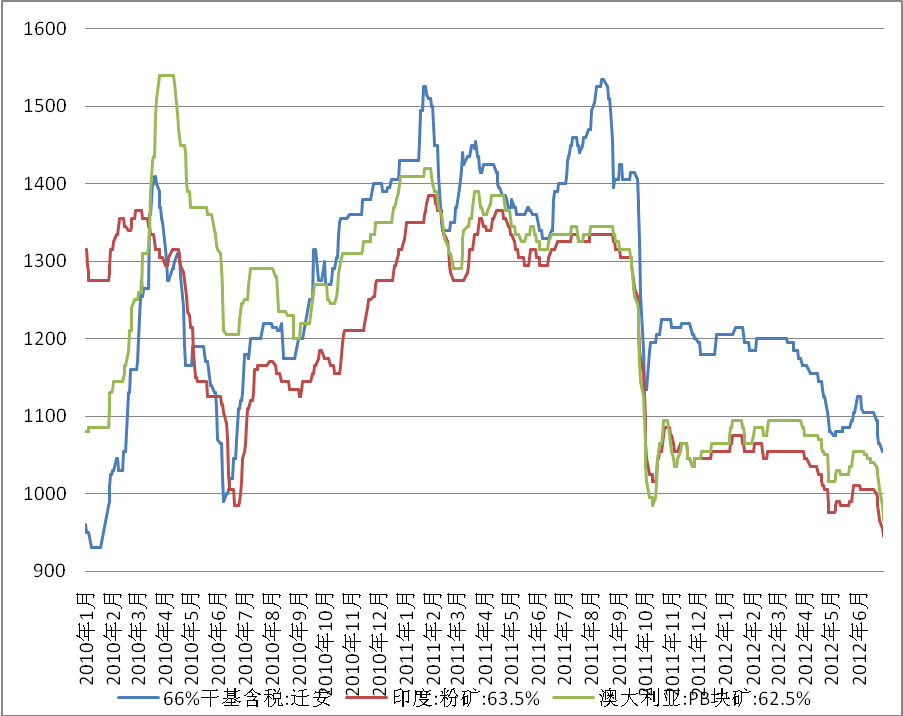 1600
1500
1400
1300
1200
1100
1000
900
2010年1月
2010年2月
2010年3月
2010年4月
2010年5月
2010年6月
2010年7月
2010年8月
2010年9月
2010年10月
2010年11月
2010年12月
2011年1月
2011年2月
2011年3月
2011年4月
2011年5月
2011年6月
2011年7月
2011年8月
2011年9月
2011年10月
2011年11月
2011年12月
2012年1月
2012年2月
2012年3月
2012年4月
2012年5月
2012年6月
66%干基含税:迁安 印度:粉矿:63.5% 澳大利亚:PB块矿:62.5%